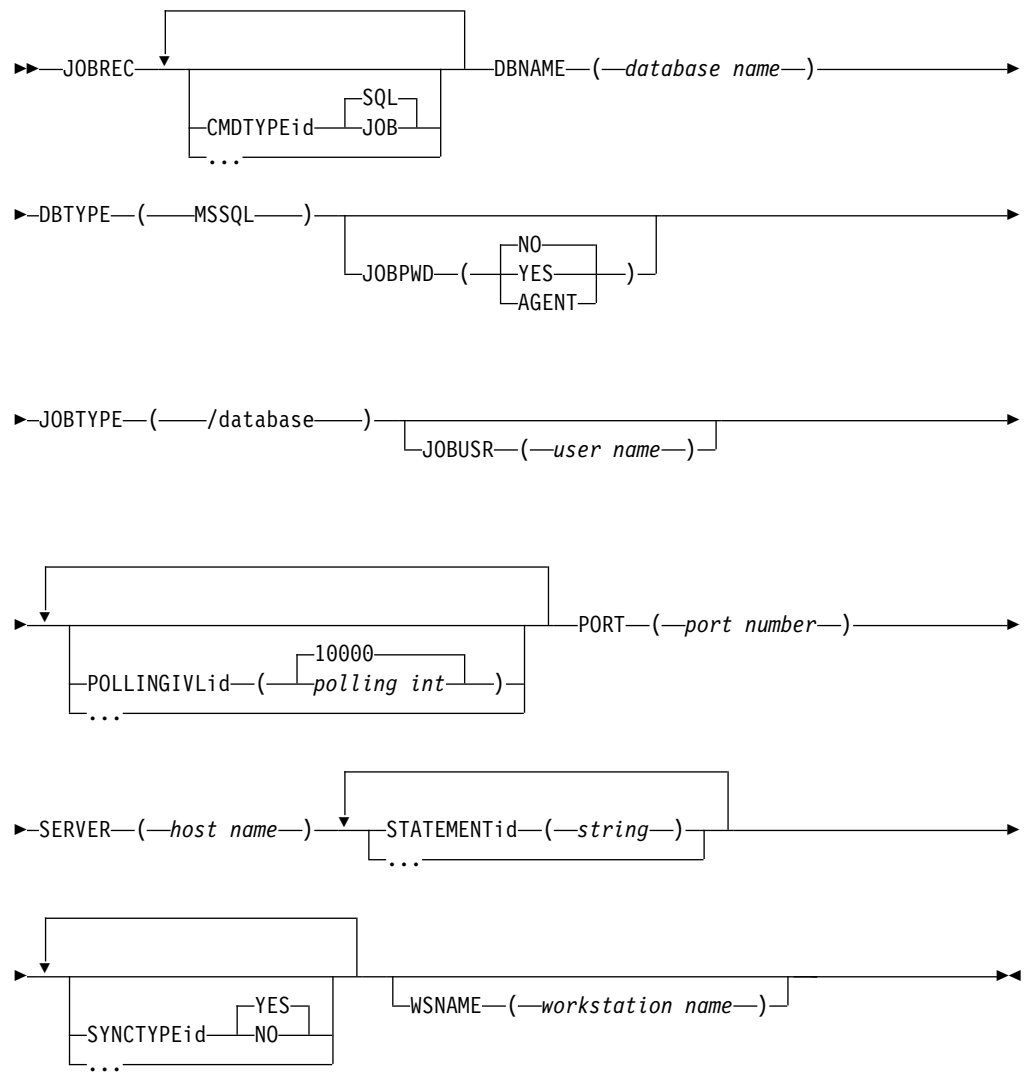 JOBREC DBNAME ( database name )
SQL
CMDTYPEid JOB
...
DBTYPE ( MSSQL )
NO
JOBPWD ( YES )
AGENT
JOBTYPE ( /database )
JOBUSR ( user name )
PORT ( port number )
10000
POLLINGIVLid ( polling int )
...
SERVER ( host name ) STATEMENTid ( string )
...
YES
SYNCTYPEid NO
...
WSNAME ( workstation name )